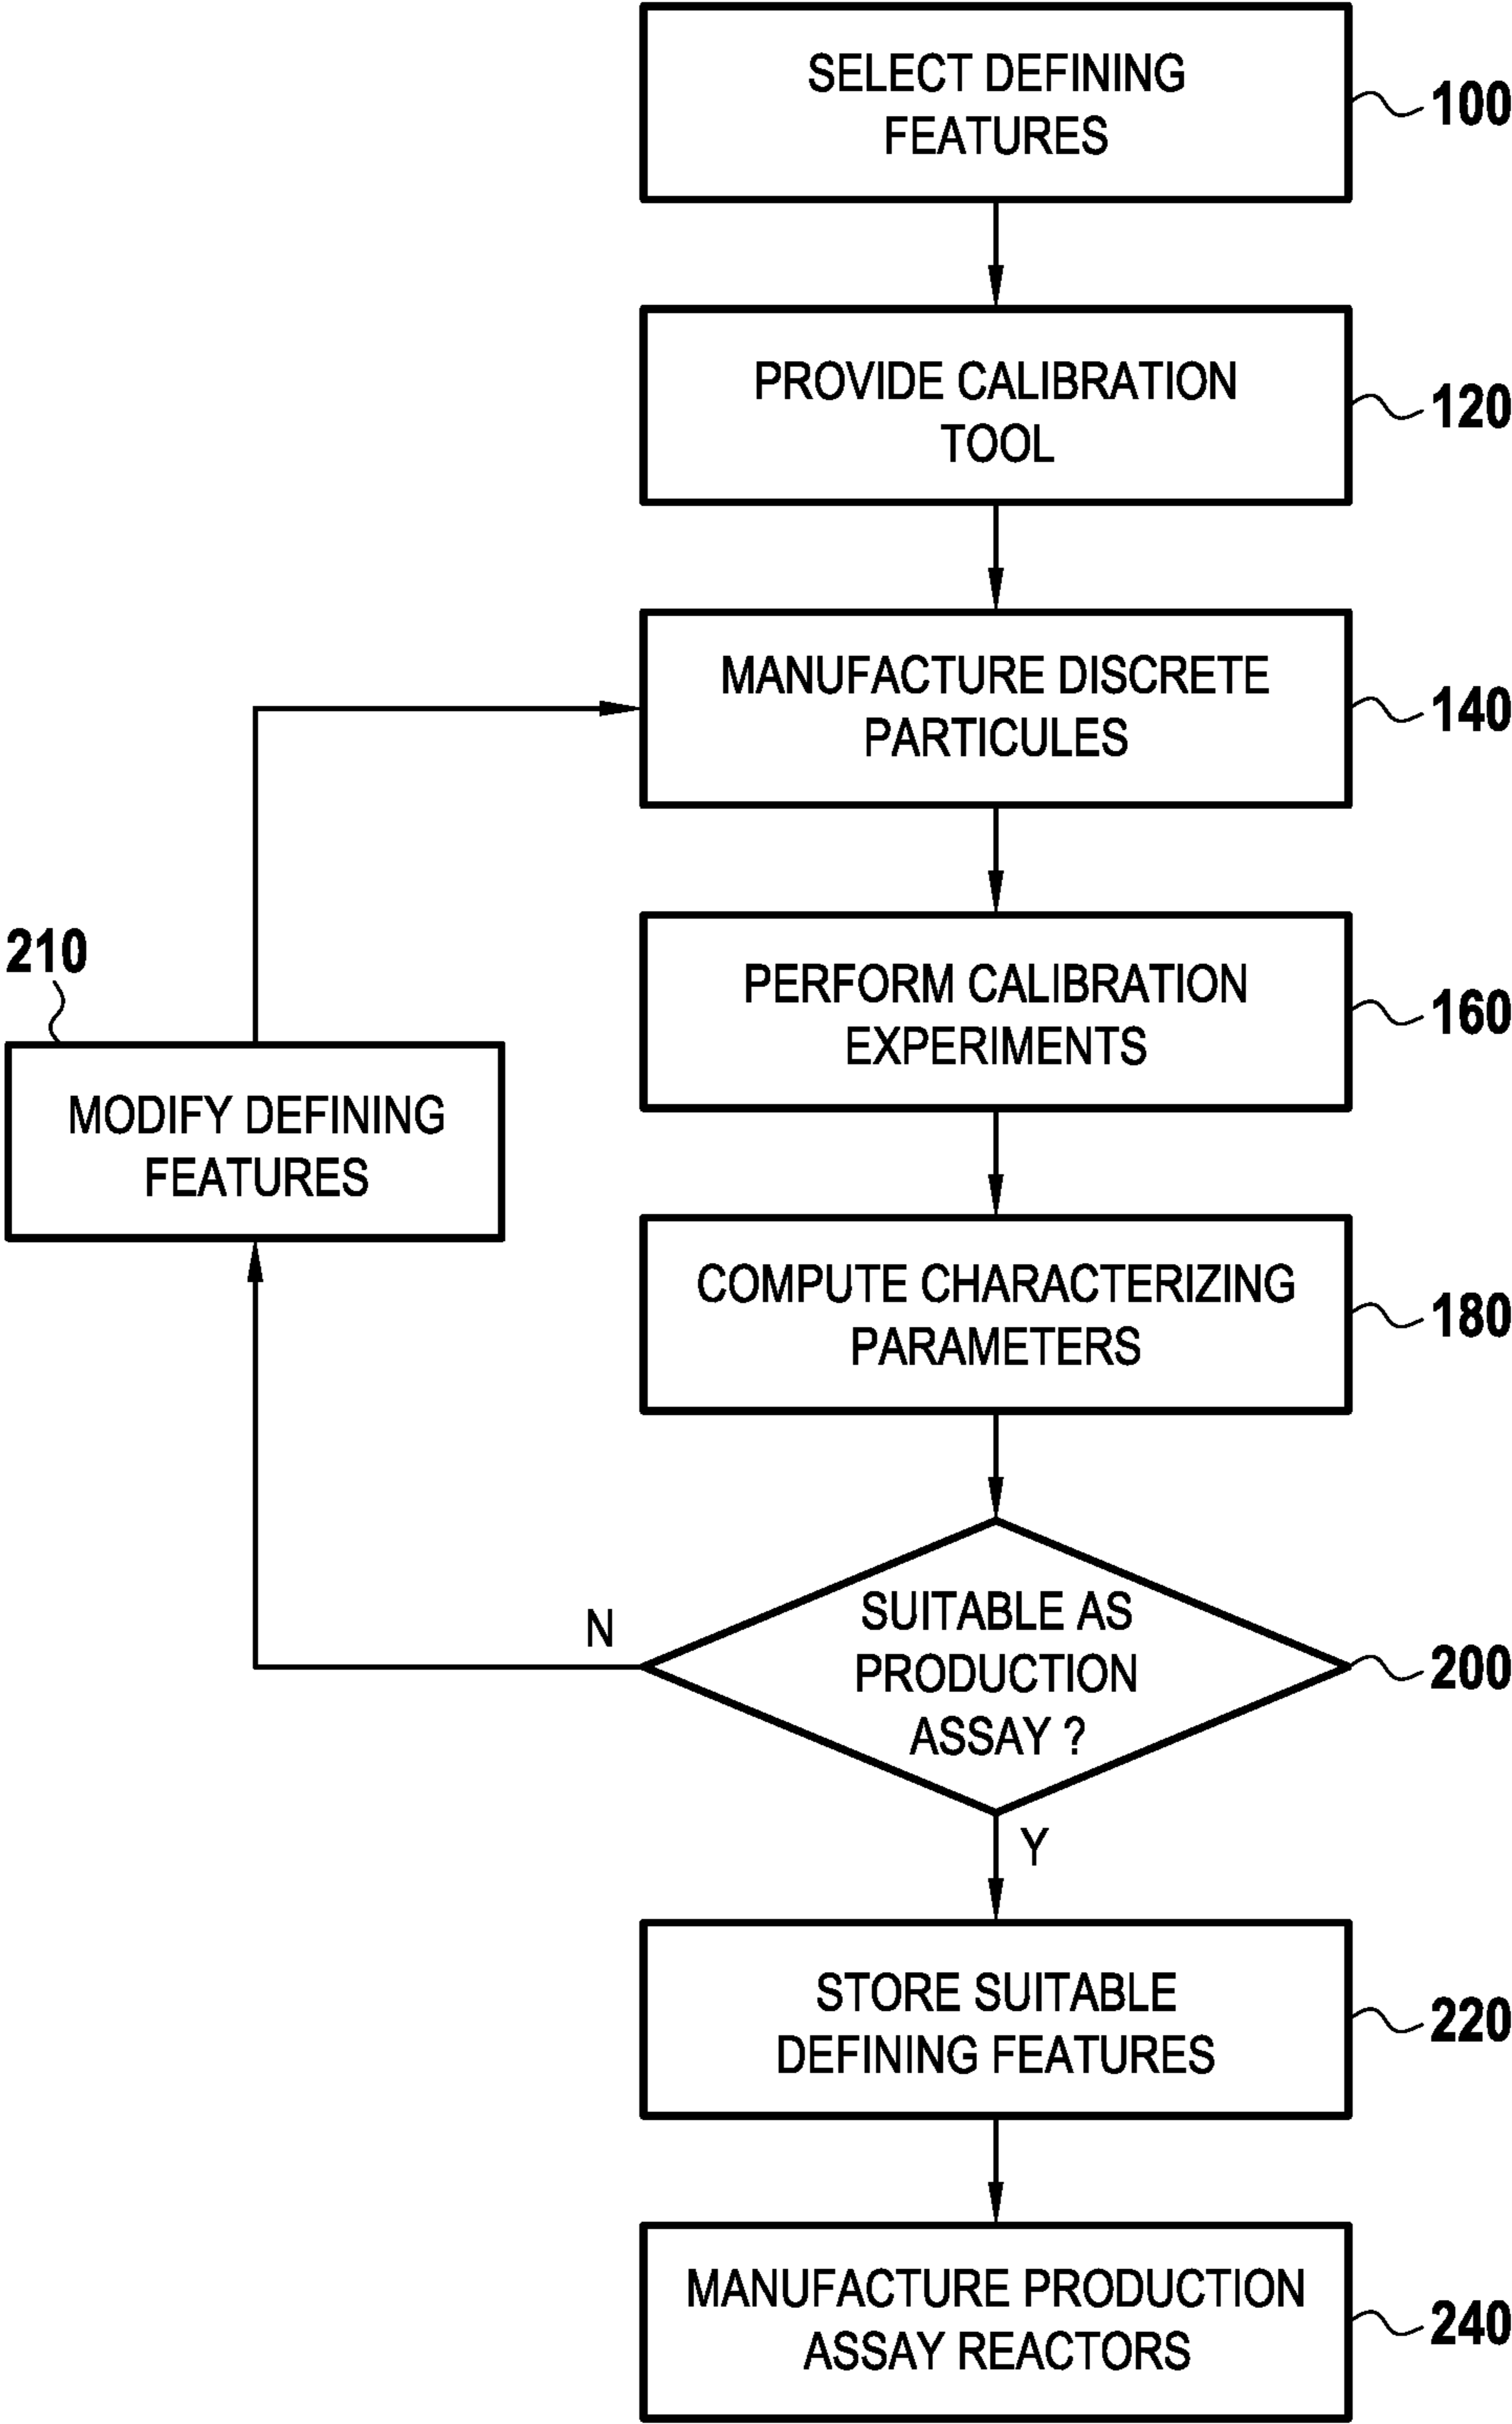 SELECT DEFINING
FEATURES
100
PROVIDE CALIBRATION
TOOL
120
MANUFACTURE DISCRETE
PARTICULES
140
PERFORM CALIBRATION
EXPERIMENTS
160
210
MODIFY DEFINING
FEATURES
COMPUTE CHARACTERIZING
PARAMETERS
180
SUITABLE AS
PRODUCTION
ASSAY ?
200
N
Y
STORE SUITABLE
DEFINING FEATURES
220
MANUFACTURE PRODUCTION
ASSAY REACTORS
240